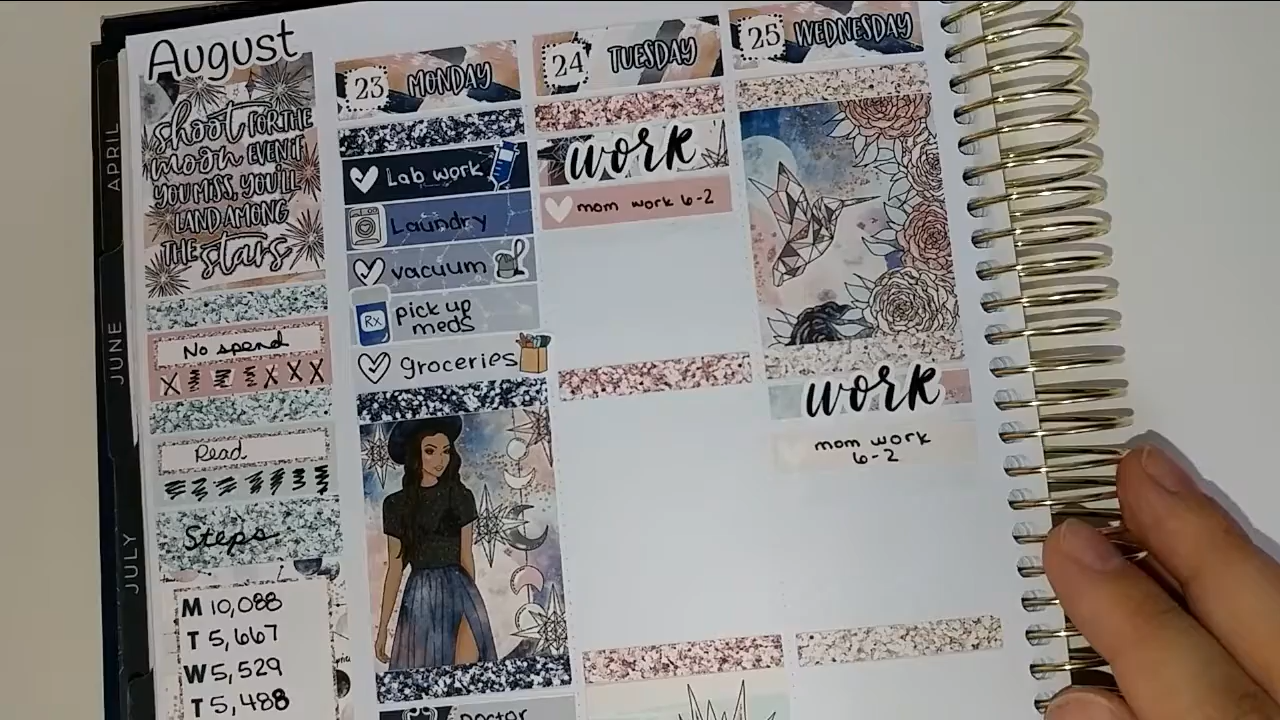 August
shoot FOR THE
moon EVEN IF
YOU MISS, YOU'LL
LAND AMONG
THE stars
No spend
Read
Steps
M 10,088
T 5,667
W 5,529
T 5,488
APRIL
JUNE
JULY
23 MONDAY
Lab work
Laundry
vacuum
Rx
pick up
meds
groceries
Doctor
24 TUESDAY
work
mom work 6-2
25 WEDNESDAY
work
mom work
6-2